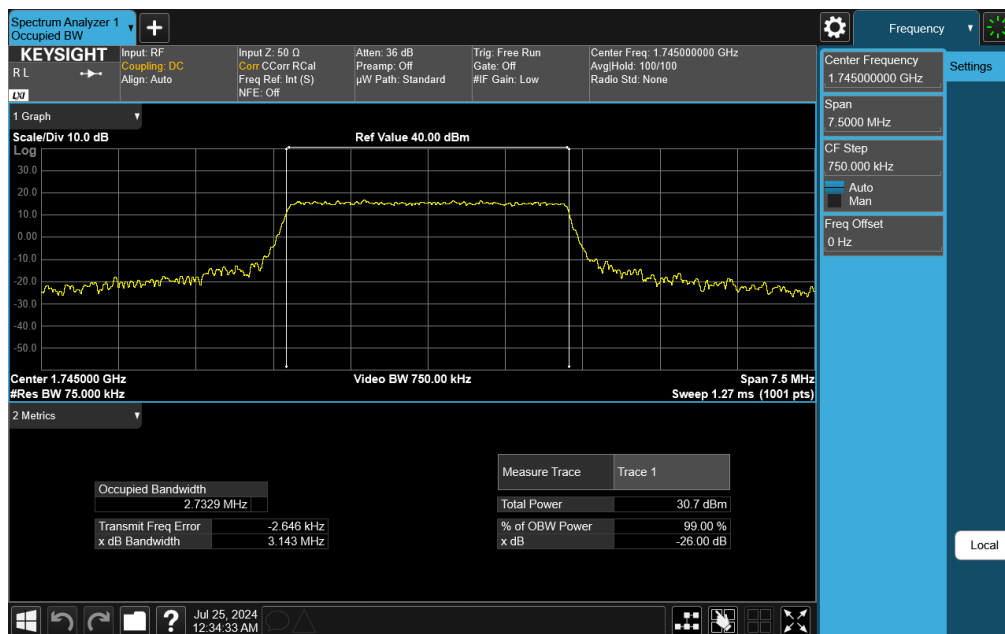 Spectrum Analyzer 1
Occupied BW
Frequency
KEYSIGHT
R L
LXI
Input: RF
Coupling: DC
Align: Auto
Input Z: 50 Ω
Corr CCorr RCal
Freq Ref: Int (S)
NFE: Off
Atten: 36 dB
Preamp: Off
µW Path: Standard
Trig: Free Run
Gate: Off
#IF Gain: Low
Center Freq: 1.745000000 GHz
Avg|Hold: 100/100
Radio Std: None
Center Frequency
1.745000000 GHz
Settings
Span
7.5000 MHz
CF Step
750.000 kHz
Auto
Man
Freq Offset
0 Hz
1 Graph
Scale/Div 10.0 dB
Ref Value 40.00 dBm
Log
30.0
20.0
10.0
0.00
-10.0
-20.0
-30.0
-40.0
-50.0
Center 1.745000 GHz
Video BW 750.00 kHz
Span 7.5 MHz
#Res BW 75.000 kHz
Sweep 1.27 ms (1001 pts)
2 Metrics
Measure Trace Trace 1
Occupied Bandwidth
2.7329 MHz
Total Power 30.7 dBm
Transmit Freq Error -2.646 kHz
% of OBW Power 99.00 %
x dB Bandwidth 3.143 MHz
x dB -26.00 dB
Local
Jul 25, 2024
12:34:33 AM